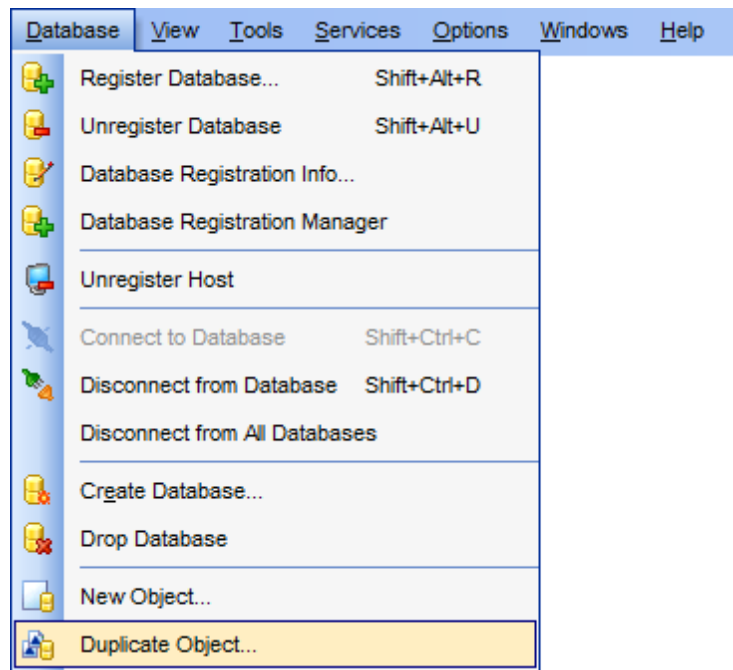 Database View Tools Services Options Windows Help
Register Database... Shift+Alt+R
Unregister Database Shift+Alt+U
Database Registration Info...
Database Registration Manager
Unregister Host
Connect to Database Shift+Ctrl+C
Disconnect from Database Shift+Ctrl+D
Disconnect from All Databases
Create Database...
Drop Database
New Object...
Duplicate Object...